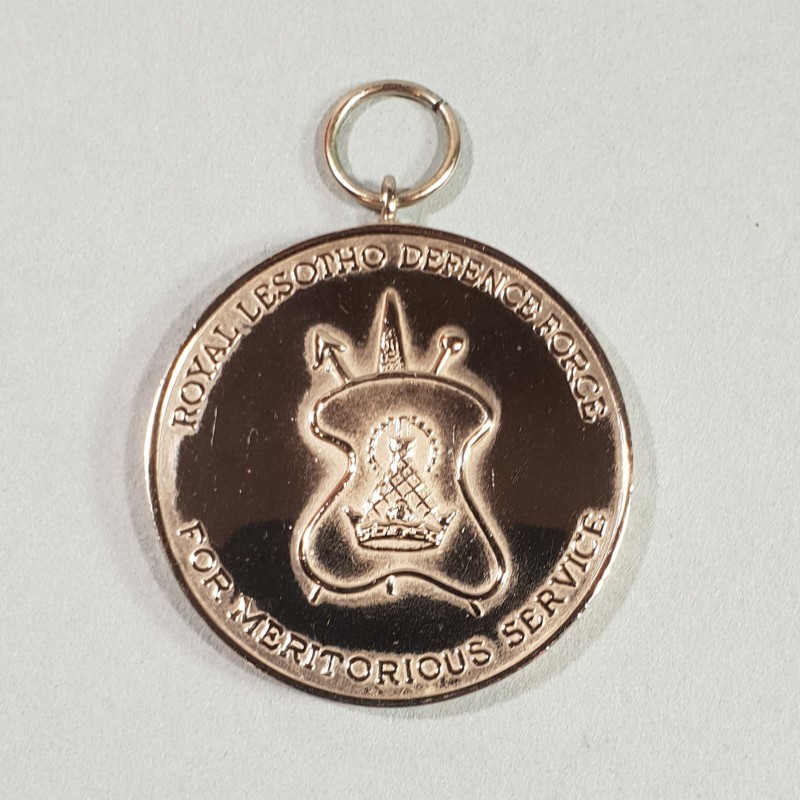 ROYAL LESOTHO DEFENCE FORCE
FOR MERITORIOUS SERVICE